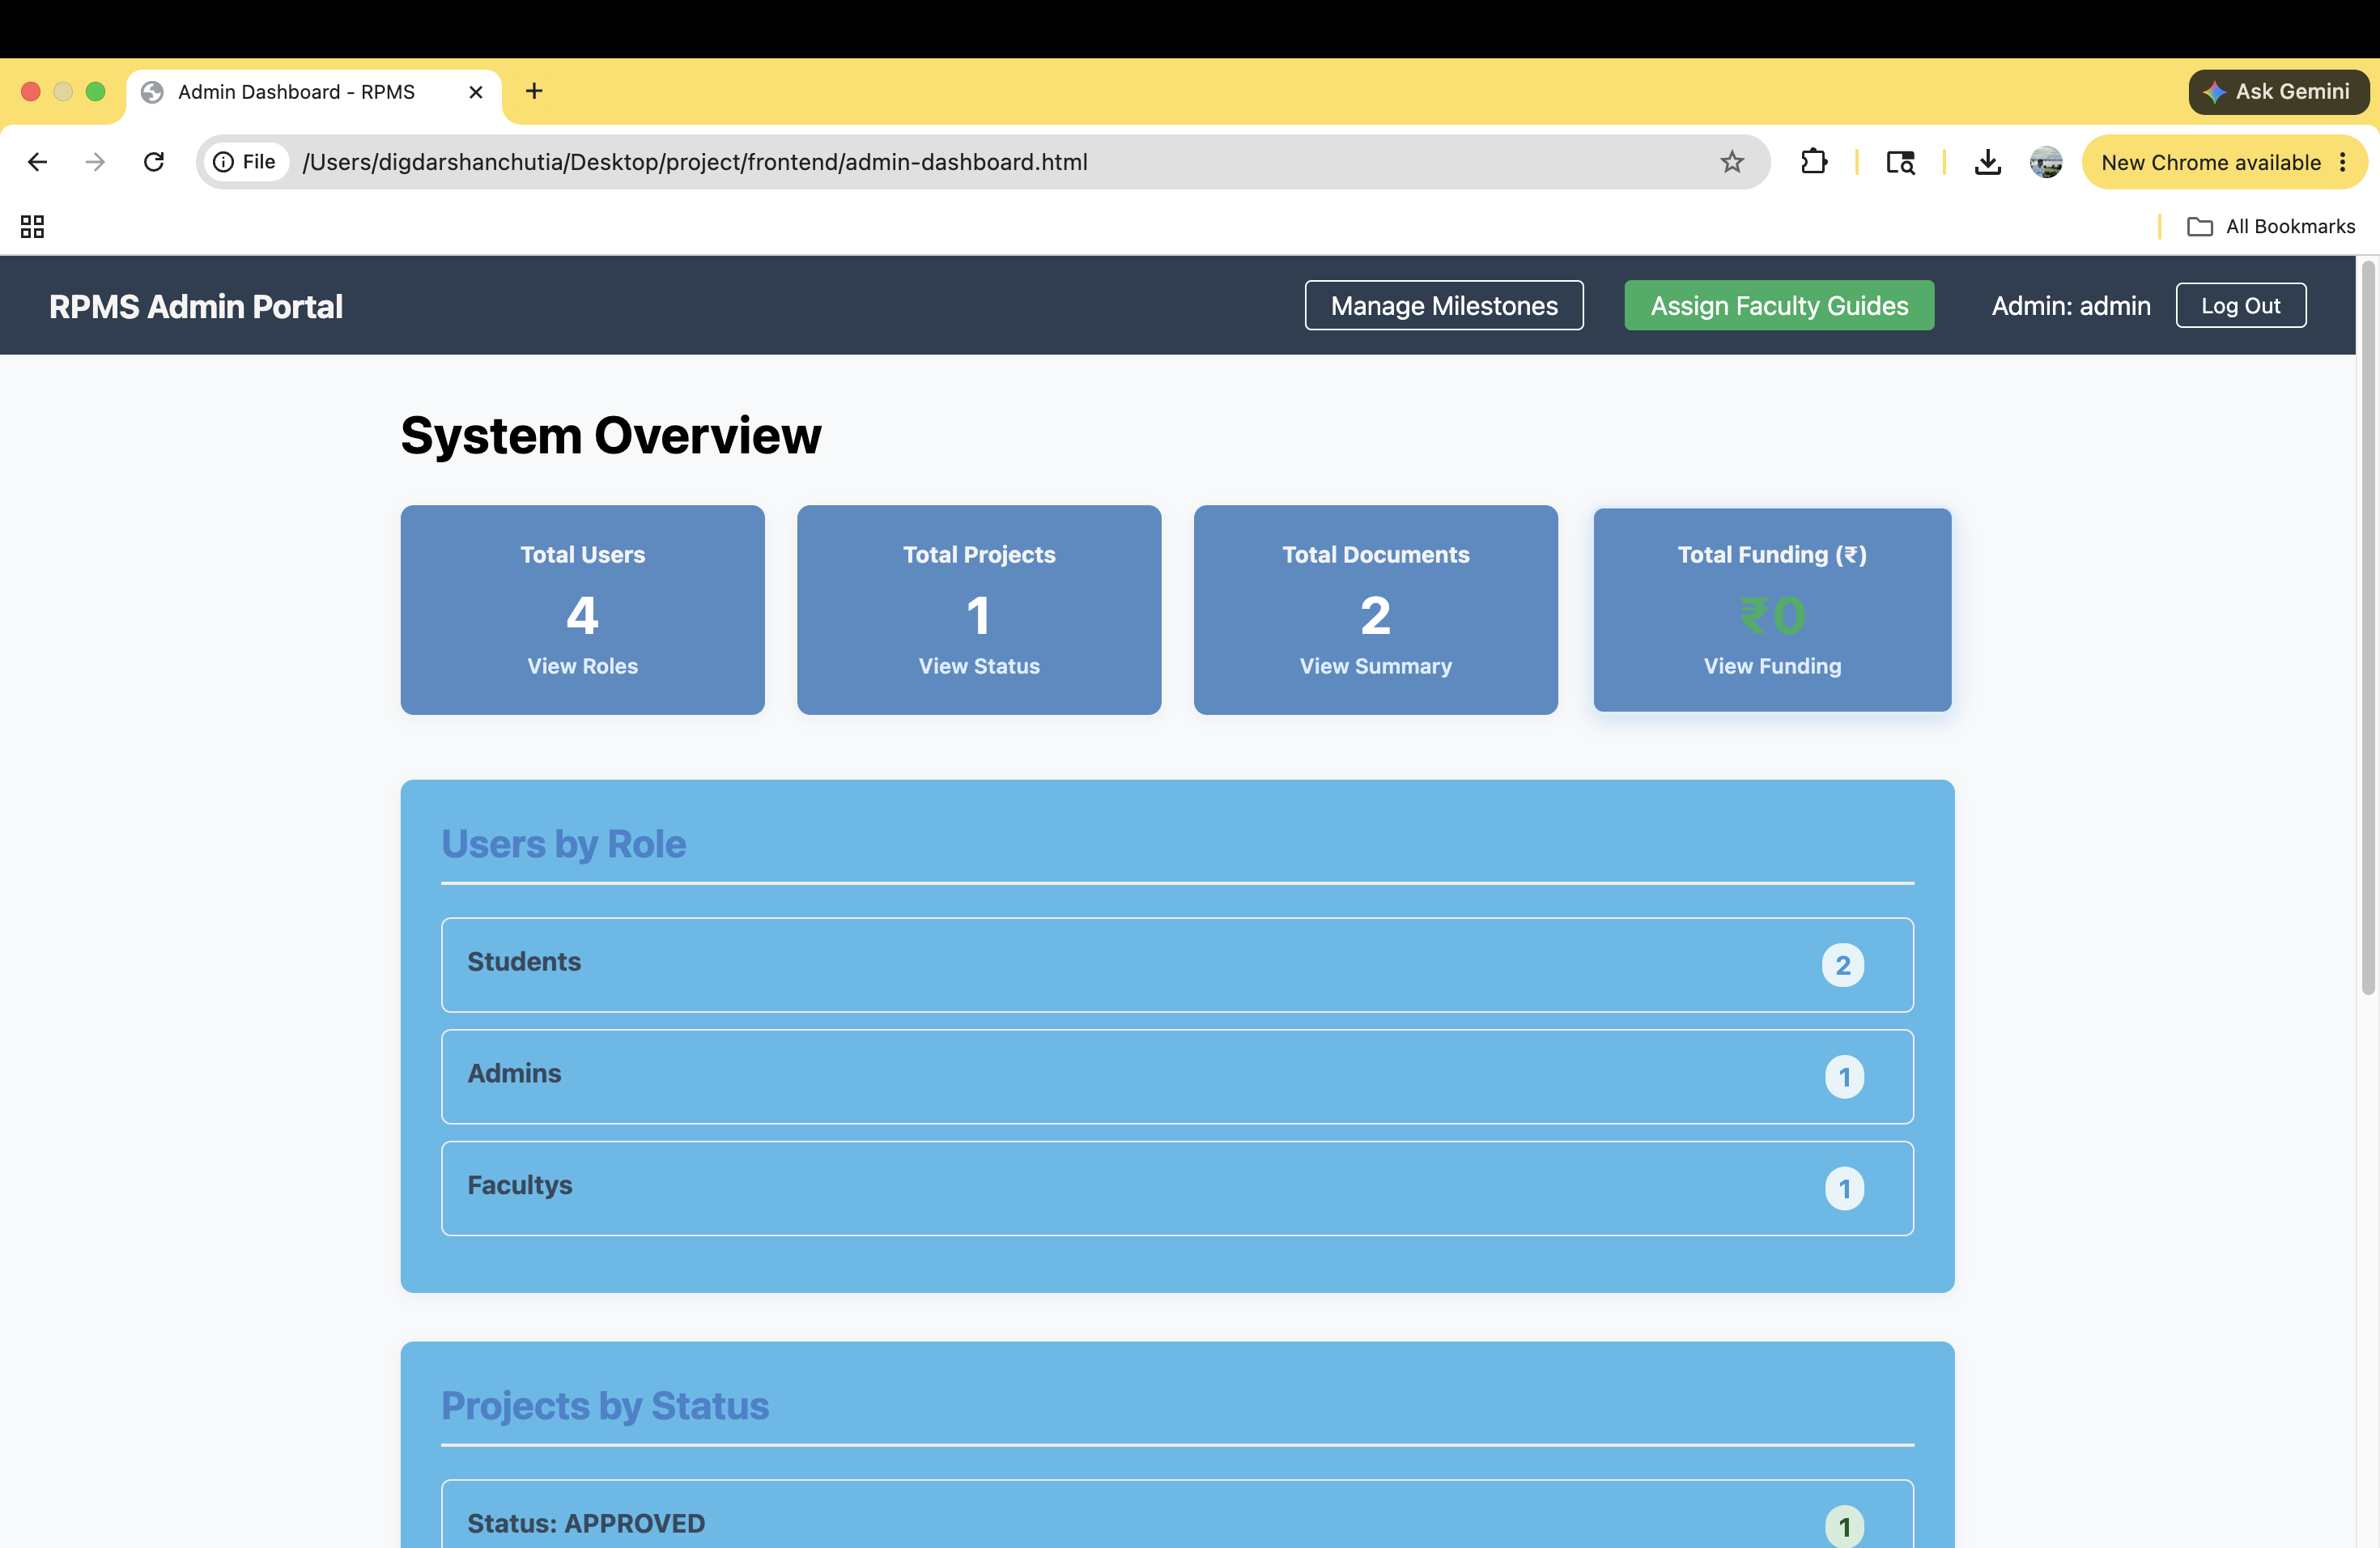 Admin Dashboard - RPMS
Ask Gemini
File /Users/digdarshanchutia/Desktop/project/frontend/admin-dashboard.html
New Chrome available
All Bookmarks
RPMS Admin Portal
Manage Milestones
Assign Faculty Guides
Admin: admin
Log Out
System Overview
Total Users
4
View Roles
Total Projects
1
View Status
Total Documents
2
View Summary
Total Funding (₹)
₹0
View Funding
Users by Role
Students 2
Admins 1
Facultys 1
Projects by Status
Status: APPROVED 1